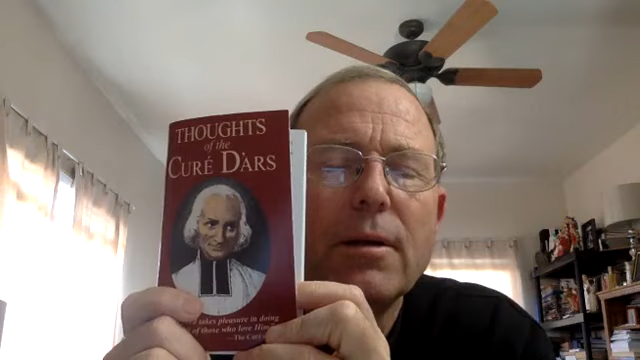 THOUGHTS
of the
CURÉ D'ARS
takes pleasure in doing
of those who love Him
—The Curé